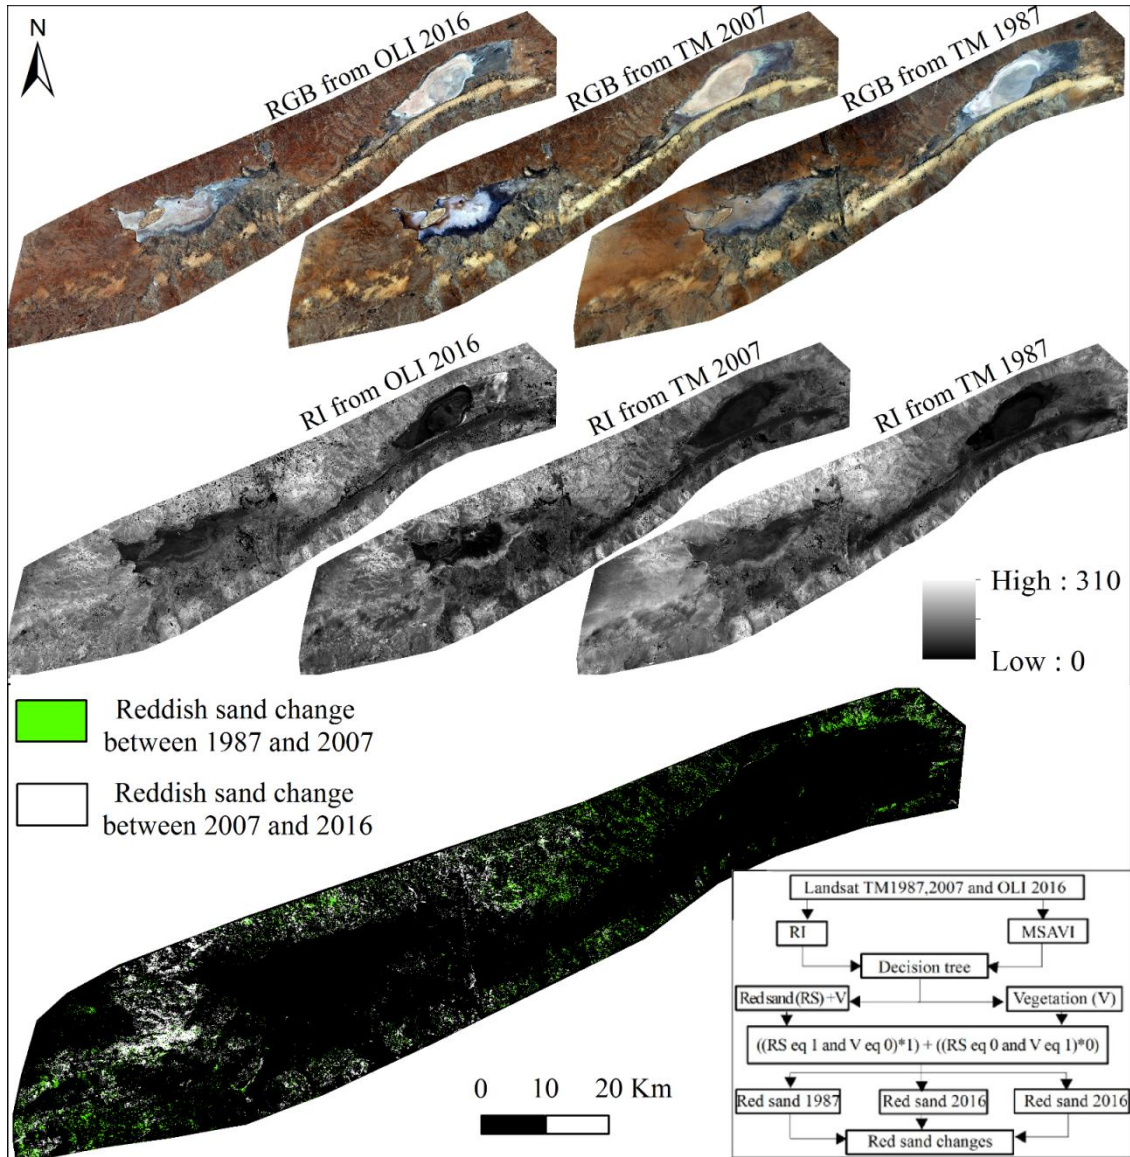 N
RGB from OLI 2016
RGB from TM 2007
RGB from TM 1987
RI from OLI 2016
RI from TM 2007
RI from TM 1987
High : 310
Low : 0
Reddish sand change
between 1987 and 2007
Reddish sand change
between 2007 and 2016
0 10 20 Km
Landsat TM1987,2007 and OLI 2016
RI MSAVI
Decision tree
Red sand (RS) +V Vegetation (V)
((RS eq 1 and V eq 0)*1) + ((RS eq 0 and V eq 1)*0)
Red sand 1987 Red sand 2016 Red sand 2016
Red sand changes